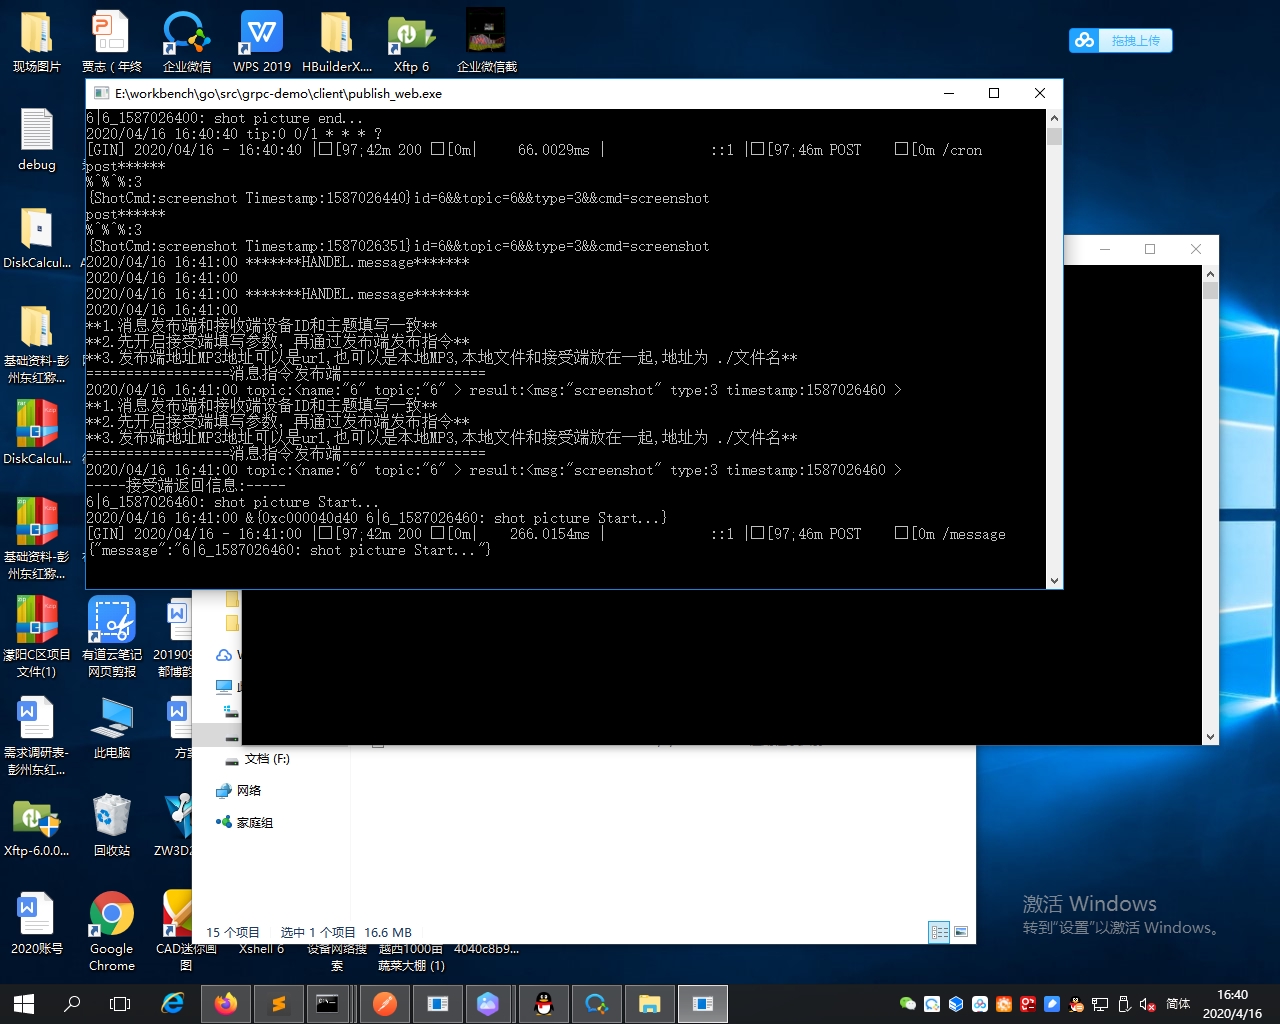 现场图片
贾志 ( 年终
企业微信
WPS 2019
HBuilderX....
Xftp 6
企业微信截
拖拽上传
E:\workbench\go\src\grpc-demo\client\publish_web.exe
6|6_1587026400: shot picture end...
2020/04/16 16:40:40 tip:0 0/1 * * * ?
[GIN] 2020/04/16 - 16:40:40 |□[97;42m 200 □[0m|     66.0029ms |             ::1 |□[97;46m POST    □[0m /cron
post******
%^%^%:3
{ShotCmd:screenshot Timestamp:1587026440}id=6&&topic=6&&type=3&&cmd=screenshot
post******
%^%^%:3
{ShotCmd:screenshot Timestamp:1587026351}id=6&&topic=6&&type=3&&cmd=screenshot
2020/04/16 16:41:00 *******HANDEL.message*******
2020/04/16 16:41:00
2020/04/16 16:41:00 *******HANDEL.message*******
2020/04/16 16:41:00
**1.消息发布端和接收端设备ID和主题填写一致**
**2.先开启接受端填写参数, 再通过发布端发布指令**
**3.发布端地址MP3地址可以是url,也可以是本地MP3,本地文件和接受端放在一起,地址为 ./文件名**
==================消息指令发布端==================
2020/04/16 16:41:00 topic:<name:"6" topic:"6" > result:<msg:"screenshot" type:3 timestamp:1587026460 >
**1.消息发布端和接收端设备ID和主题填写一致**
**2.先开启接受端填写参数, 再通过发布端发布指令**
**3.发布端地址MP3地址可以是url,也可以是本地MP3,本地文件和接受端放在一起,地址为 ./文件名**
==================消息指令发布端==================
2020/04/16 16:41:00 topic:<name:"6" topic:"6" > result:<msg:"screenshot" type:3 timestamp:1587026460 >
-----接受端返回信息:-----
6|6_1587026460: shot picture Start...
2020/04/16 16:41:00 &{0xc000040d40 6|6_1587026460: shot picture Start...}
[GIN] 2020/04/16 - 16:41:00 |□[97;42m 200 □[0m|    266.0154ms |             ::1 |□[97;46m POST    □[0m /message
{"message":"6|6_1587026460: shot picture Start..."}
debug
DiskCalcul...
基础资料-彭
州东红猕...
DiskCalcul...
基础资料-彭
州东红猕...
濛阳C区项目
文件(1)
有道云笔记
网页剪报
201909
都博韵
需求调研表-
彭州东红...
此电脑
方案
文档 (F:)
网络
家庭组
Xftp-6.0.0...
回收站
ZW3D2
2020账号
Google
Chrome
CAD迷你画
图
15 个项目
选中 1 个项目 16.6 MB
Xshell 6
设备网络搜
索
越西1000亩
蔬菜大棚 (1)
4040c8b9...
激活 Windows
转到"设置"以激活 Windows。
简体
16:40
2020/4/16